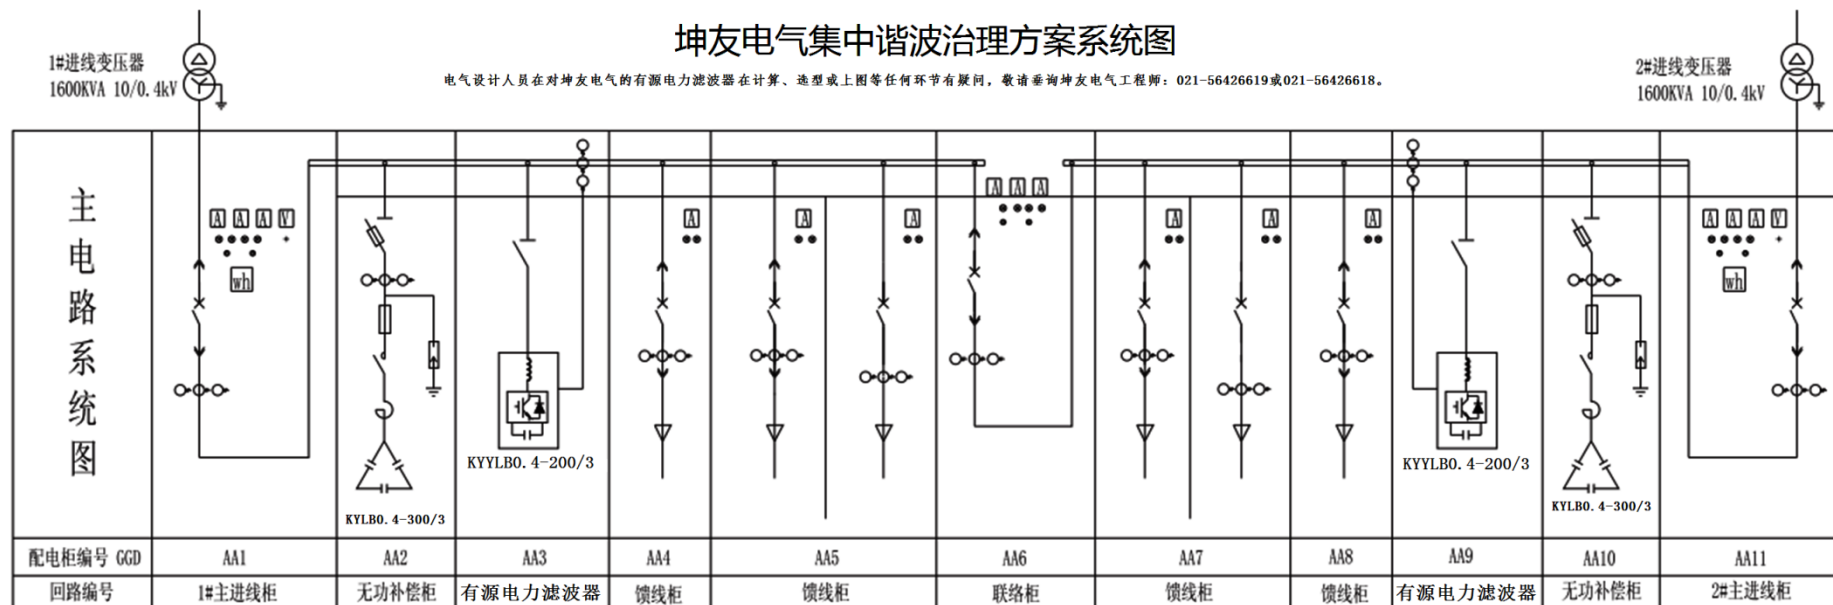 坤友电气集中谐波治理方案系统图
电气设计人员在对坤友电气的有源电力滤波器在计算、选型或上图等任何环节有疑问，敬请垂询坤友电气工程师：021-56426619或021-56426618。
1#进线变压器
1600KVA 10/0.4kV
2#进线变压器
1600KVA 10/0.4kV
主电路系统图
A A A V
wh
A
A
A
A A A
A
A
A
A A A V
wh
KYLB0.4-300/3
KYYLB0.4-200/3
KYYLB0.4-200/3
KYLB0.4-300/3
配电柜编号 GGD AA1 AA2 AA3 AA4 AA5 AA6 AA7 AA8 AA9 AA10 AA11
回路编号 1#主进线柜 无功补偿柜 有源电力滤波器 馈线柜 馈线柜 联络柜 馈线柜 馈线柜 有源电力滤波器 无功补偿柜 2#主进线柜